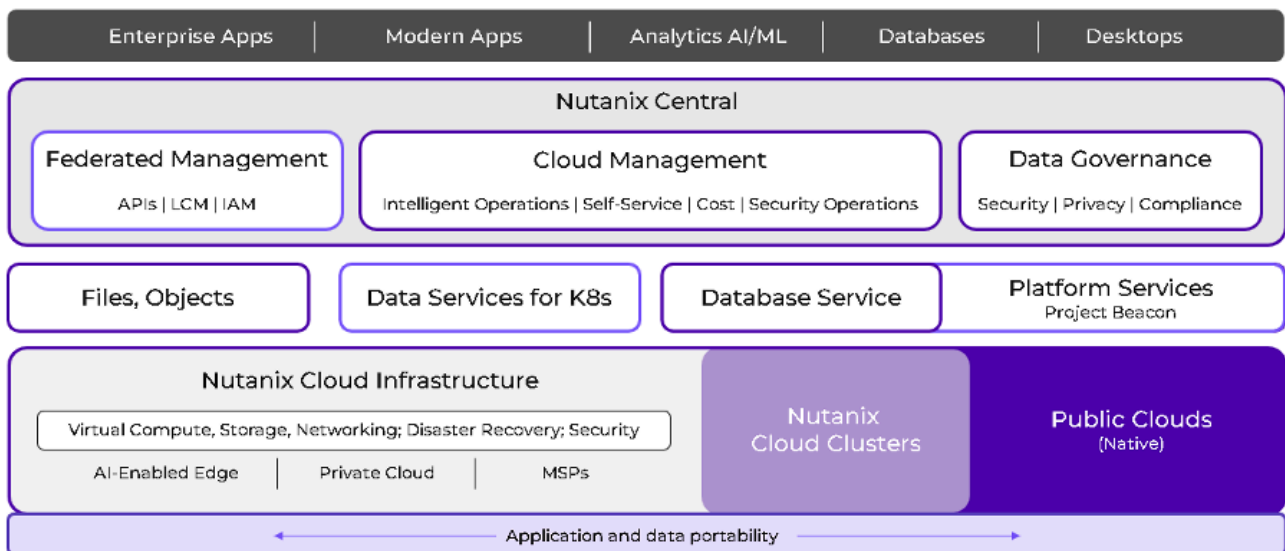 Enterprise Apps | Modern Apps | Analytics AI/ML | Databases | Desktops
Nutanix Central
Federated Management
APIs | LCM | IAM
Cloud Management
Intelligent Operations | Self-Service | Cost | Security Operations
Data Governance
Security | Privacy | Compliance
Files, Objects
Data Services for K8s
Database Service
Platform Services
Project Beacon
Nutanix Cloud Infrastructure
Virtual Compute, Storage, Networking; Disaster Recovery; Security
AI-Enabled Edge | Private Cloud | MSPs
Nutanix
Cloud Clusters
Public Clouds
(Native)
Application and data portability